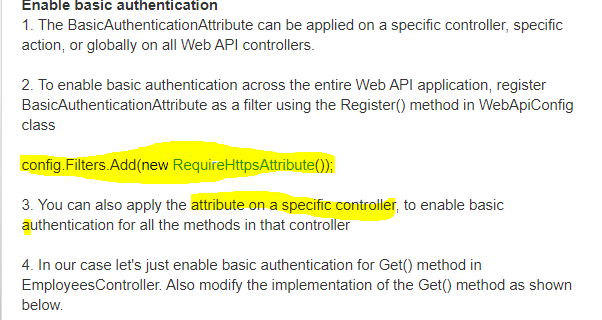 Enable basic authentication
1. The BasicAuthenticationAttribute can be applied on a specific controller, specific
action, or globally on all Web API controllers.
2. To enable basic authentication across the entire Web API application, register
BasicAuthenticationAttribute as a filter using the Register() method in WebApiConfig
class
config.Filters.Add(new RequireHttpsAttribute());
3. You can also apply the attribute on a specific controller, to enable basic
authentication for all the methods in that controller
4. In our case let's just enable basic authentication for Get() method in
EmployeesController. Also modify the implementation of the Get() method as shown
below.